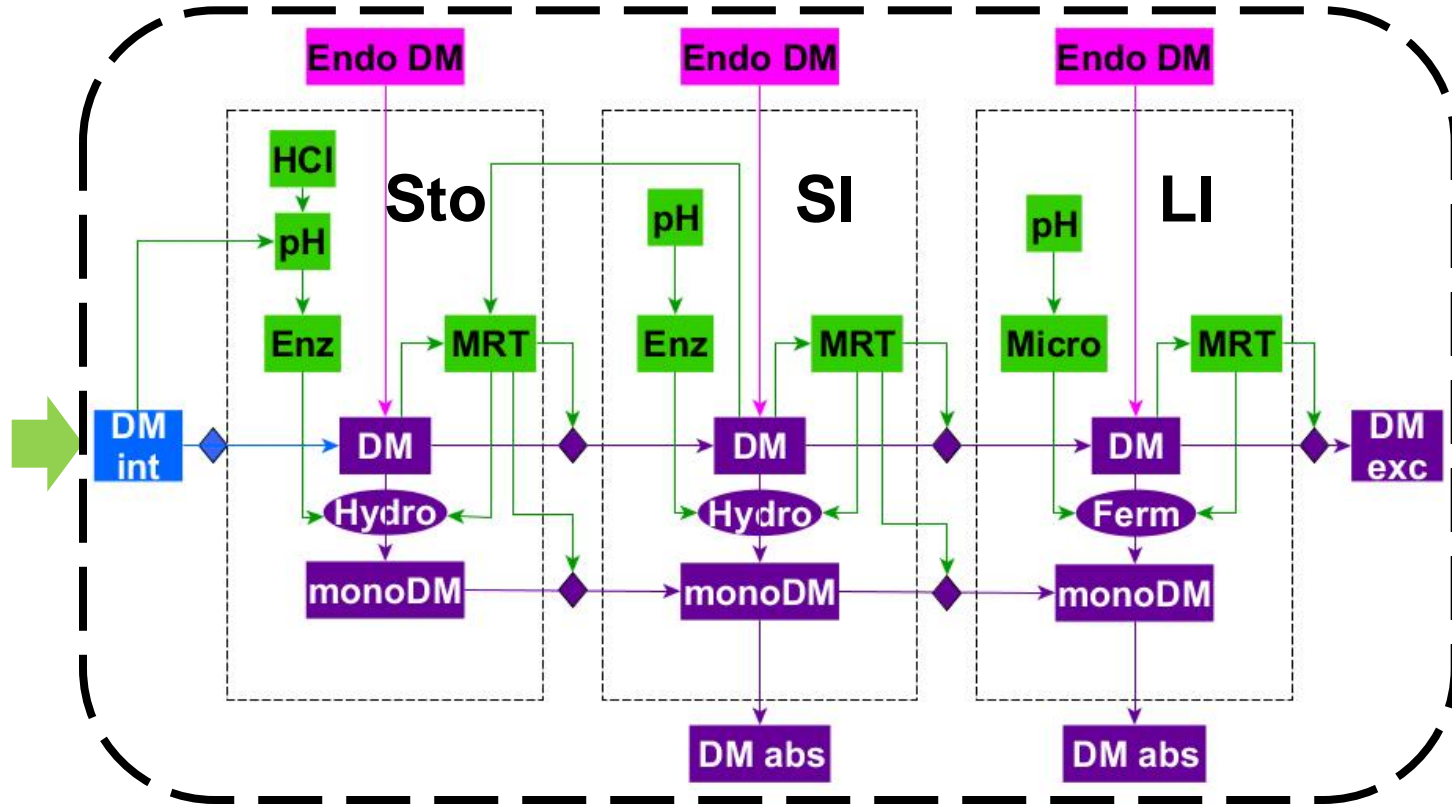 Endo DM
Endo DM
Endo DM
HCl
Sto
SI
LI
pH
pH
pH
Enz
MRT
Enz
MRT
Micro
MRT
DM
int
DM
DM
DM
DM
exc
Hydro
Hydro
Ferm
monoDM
monoDM
monoDM
DM abs
DM abs